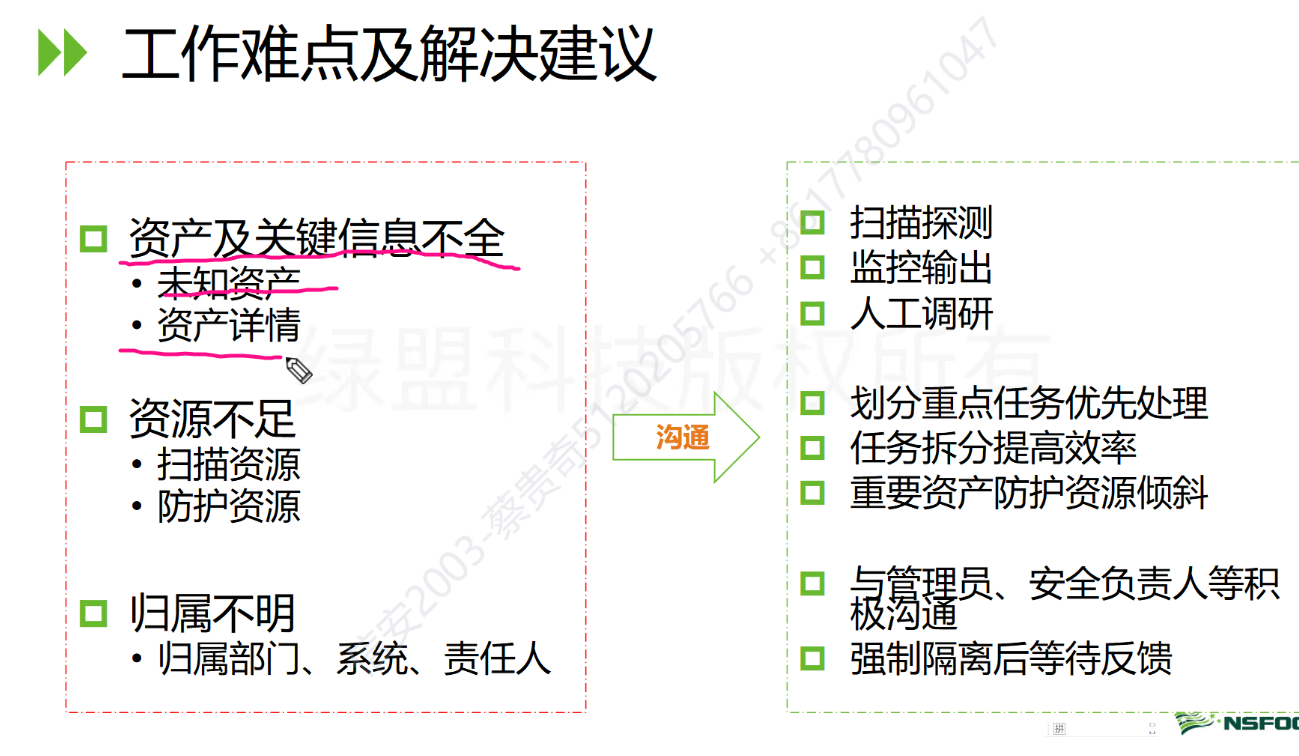 工作难点及解决建议
资产及关键信息不全
• 未知资产
• 资产详情
资源不足
• 扫描资源
• 防护资源
归属不明
• 归属部门、系统、责任人
沟通
扫描探测
监控输出
人工调研
划分重点任务优先处理
任务拆分提高效率
重要资产防护资源倾斜
与管理员、安全负责人等积
极沟通
强制隔离后等待反馈
绿盟科技版权所有
安2003-蔡贵奇5120205766 +8617780961047
NSFOC
拼